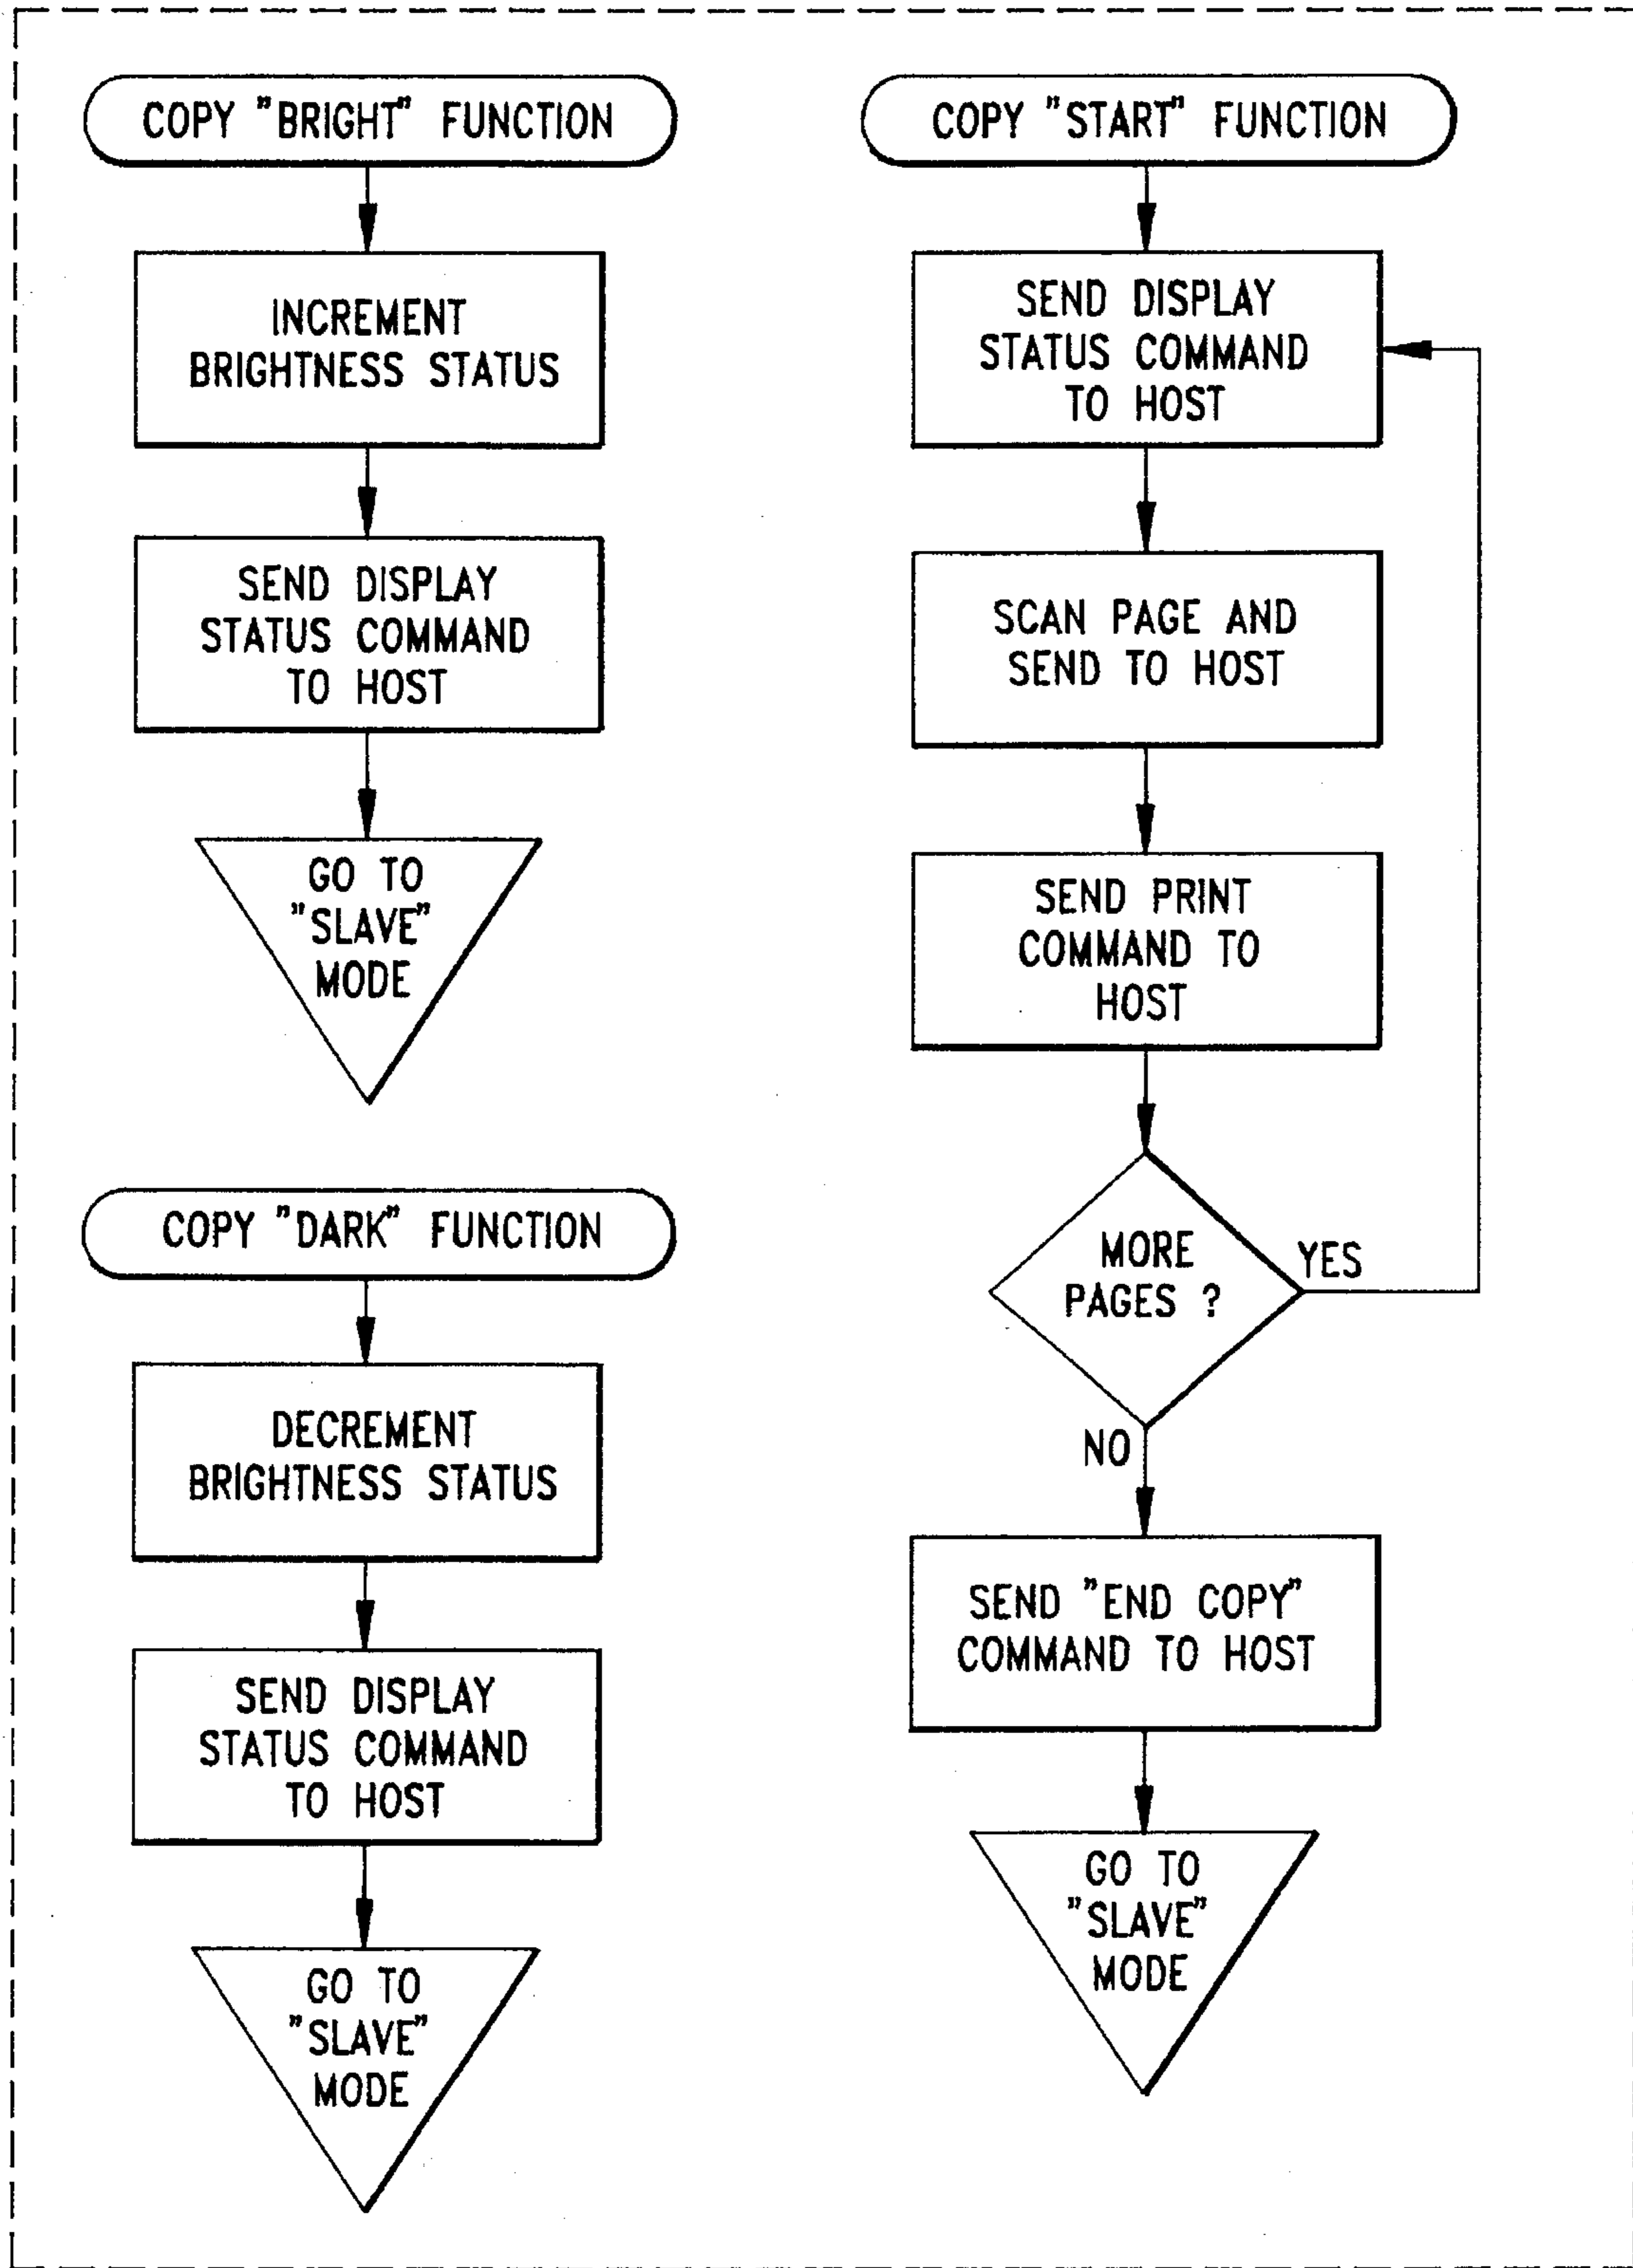 COPY "BRIGHT" FUNCTION
INCREMENT
BRIGHTNESS STATUS
SEND DISPLAY
STATUS COMMAND
TO HOST
GO TO
"SLAVE"
MODE
COPY "DARK" FUNCTION
DECREMENT
BRIGHTNESS STATUS
SEND DISPLAY
STATUS COMMAND
TO HOST
GO TO
"SLAVE"
MODE
COPY "START" FUNCTION
SEND DISPLAY
STATUS COMMAND
TO HOST
SCAN PAGE AND
SEND TO HOST
SEND PRINT
COMMAND TO
HOST
MORE
PAGES ?
YES
NO
SEND "END COPY"
COMMAND TO HOST
GO TO
"SLAVE"
MODE